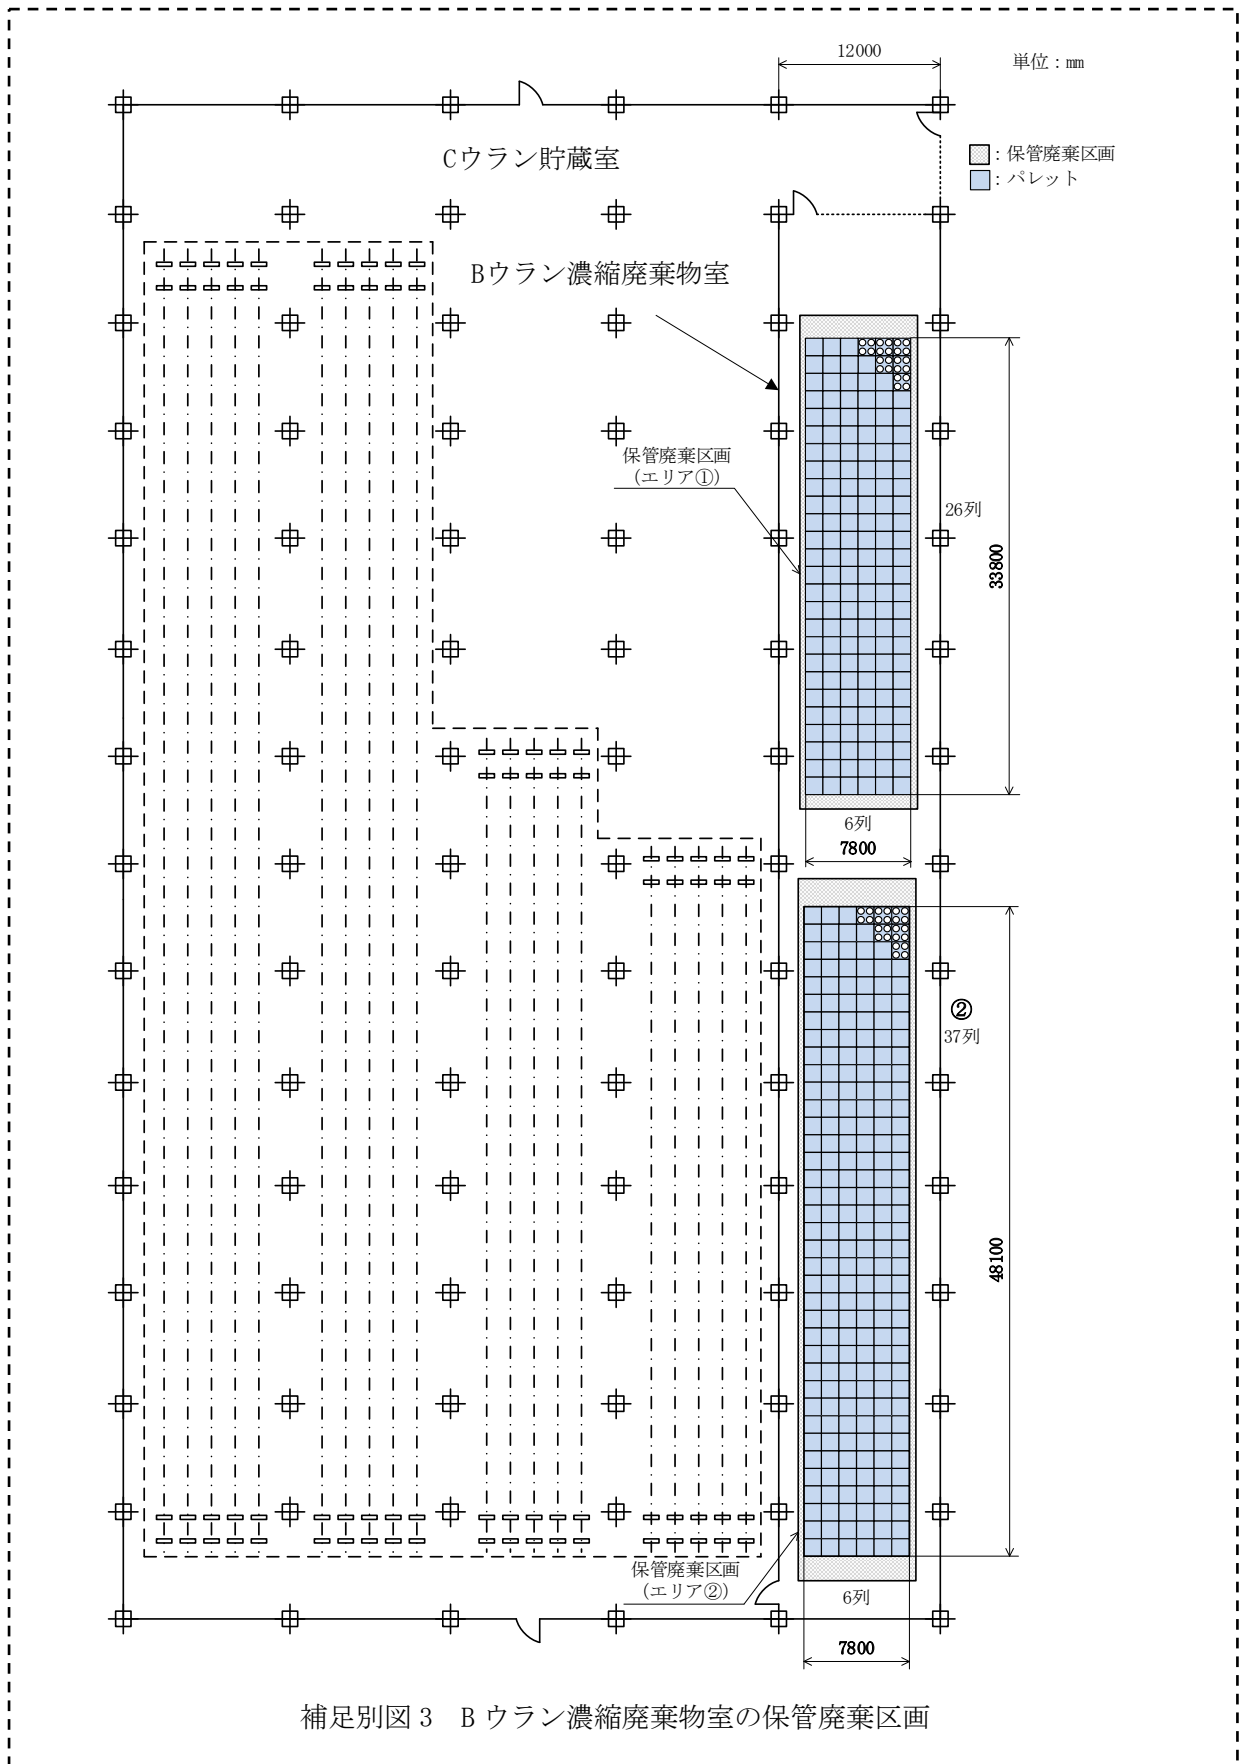 12000
単位：mm
Cウラン貯蔵室
：保管廃棄区画
：パレット
Bウラン濃縮廃棄物室
保管廃棄区画
(エリア①)
26列
33800
6列
7800
②
37列
48100
保管廃棄区画
(エリア②)
6列
7800
補足別図３　Ｂウラン濃縮廃棄物室の保管廃棄区画